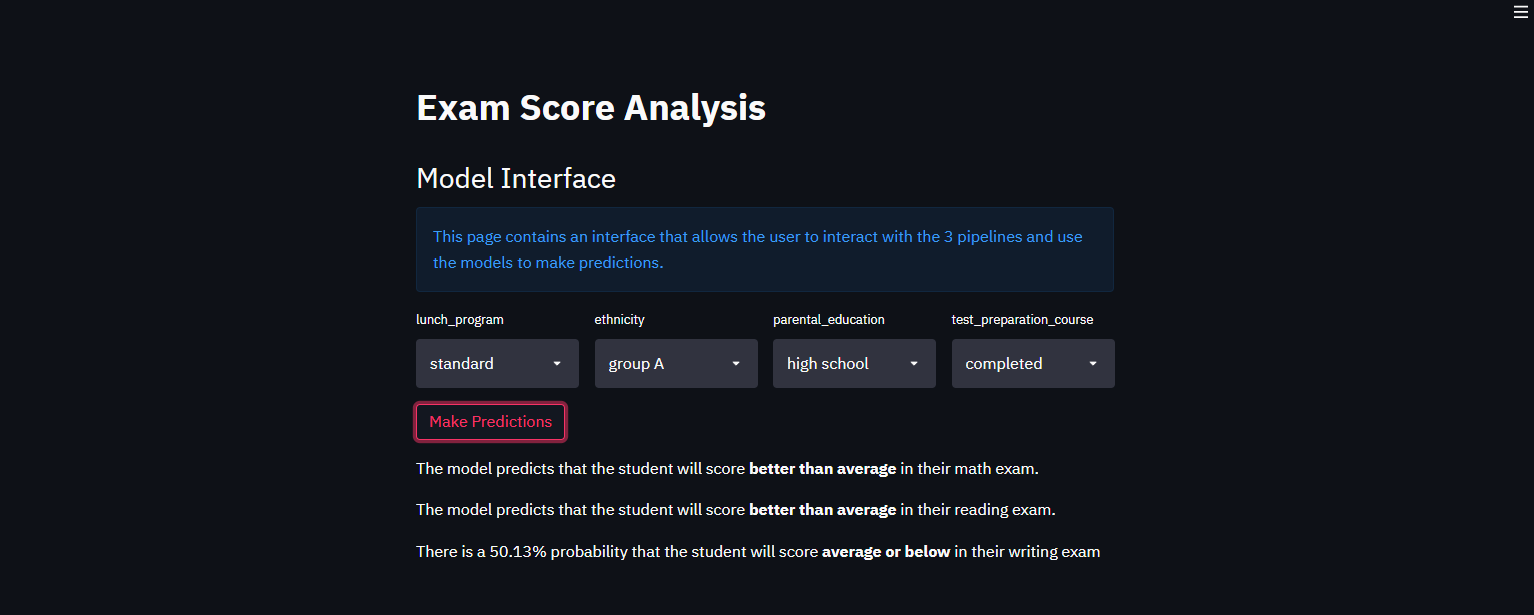 Exam Score Analysis
Model Interface
This page contains an interface that allows the user to interact with the 3 pipelines and use
the models to make predictions.
lunch_program ethnicity parental_education test_preparation_course
standard group A high school completed
Make Predictions
The model predicts that the student will score better than average in their math exam.
The model predicts that the student will score better than average in their reading exam.
There is a 50.13% probability that the student will score average or below in their writing exam